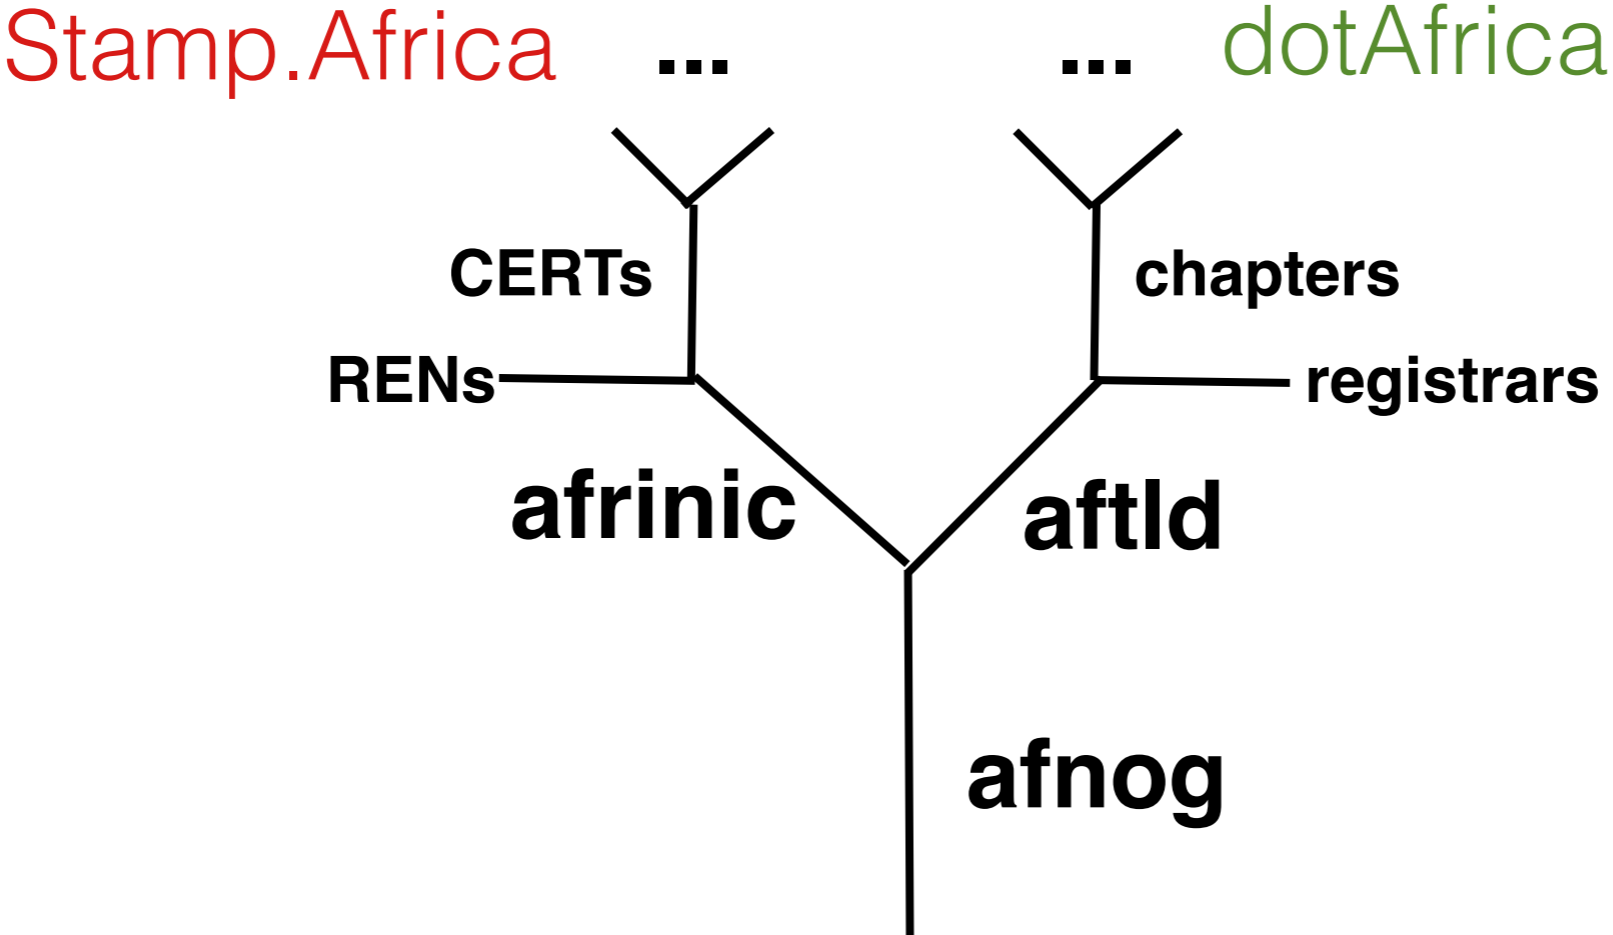 Stamp.Africa
...
...
dotAfrica
CERTs
chapters
RENs
registrars
afrinic
aftld
afnog